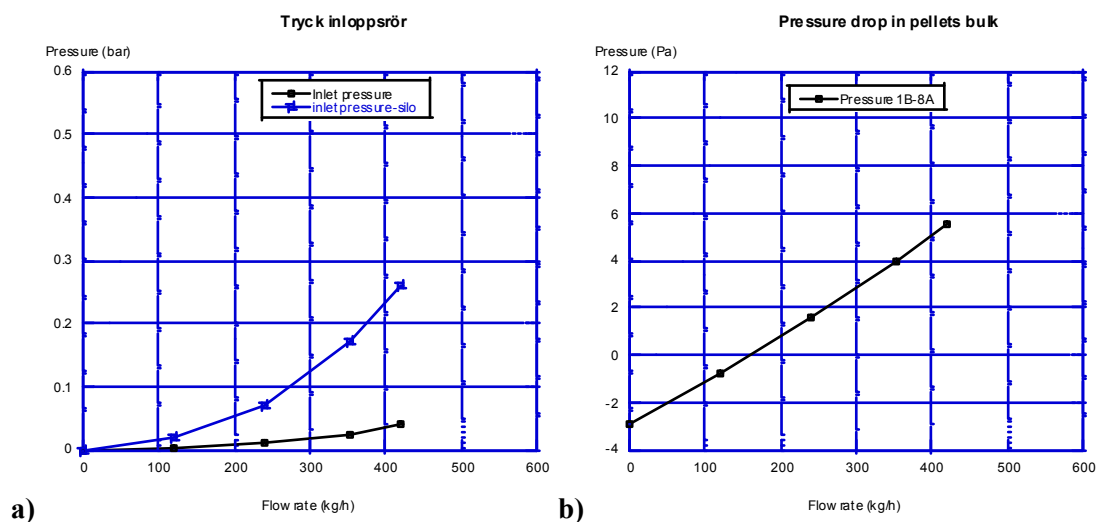 Tryck inloppsrör
Pressure (bar)
0.6
0.5
0.4
0.3
0.2
0.1
0
Inlet pressure
inlet pressure-silo
0 100 200 300 400 500 600
Flow rate (kg/h)
a)
Pressure drop in pellets bulk
Pressure (Pa)
12
10
8
6
4
2
0
-2
-4
Pressure 1B-8A
0 100 200 300 400 500 600
Flow rate (kg/h)
b)